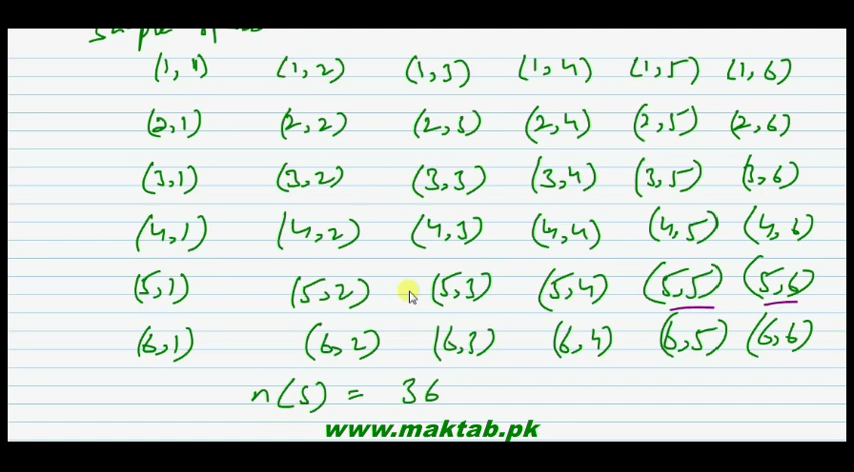 (1, 1) (1, 2) (1, 3) (1, 4) (1, 5) (1, 6)
(2, 1) (2, 2) (2, 3) (2, 4) (2, 5) (2, 6)
(3, 1) (3, 2) (3, 3) (3, 4) (3, 5) (3, 6)
(4, 1) (4, 2) (4, 3) (4, 4) (4, 5) (4, 6)
(5, 1) (5, 2) (5, 3) (5, 4) (5, 5) (5, 6)
(6, 1) (6, 2) (6, 3) (6, 4) (6, 5) (6, 6)
n(s) = 36
www.maktab.pk